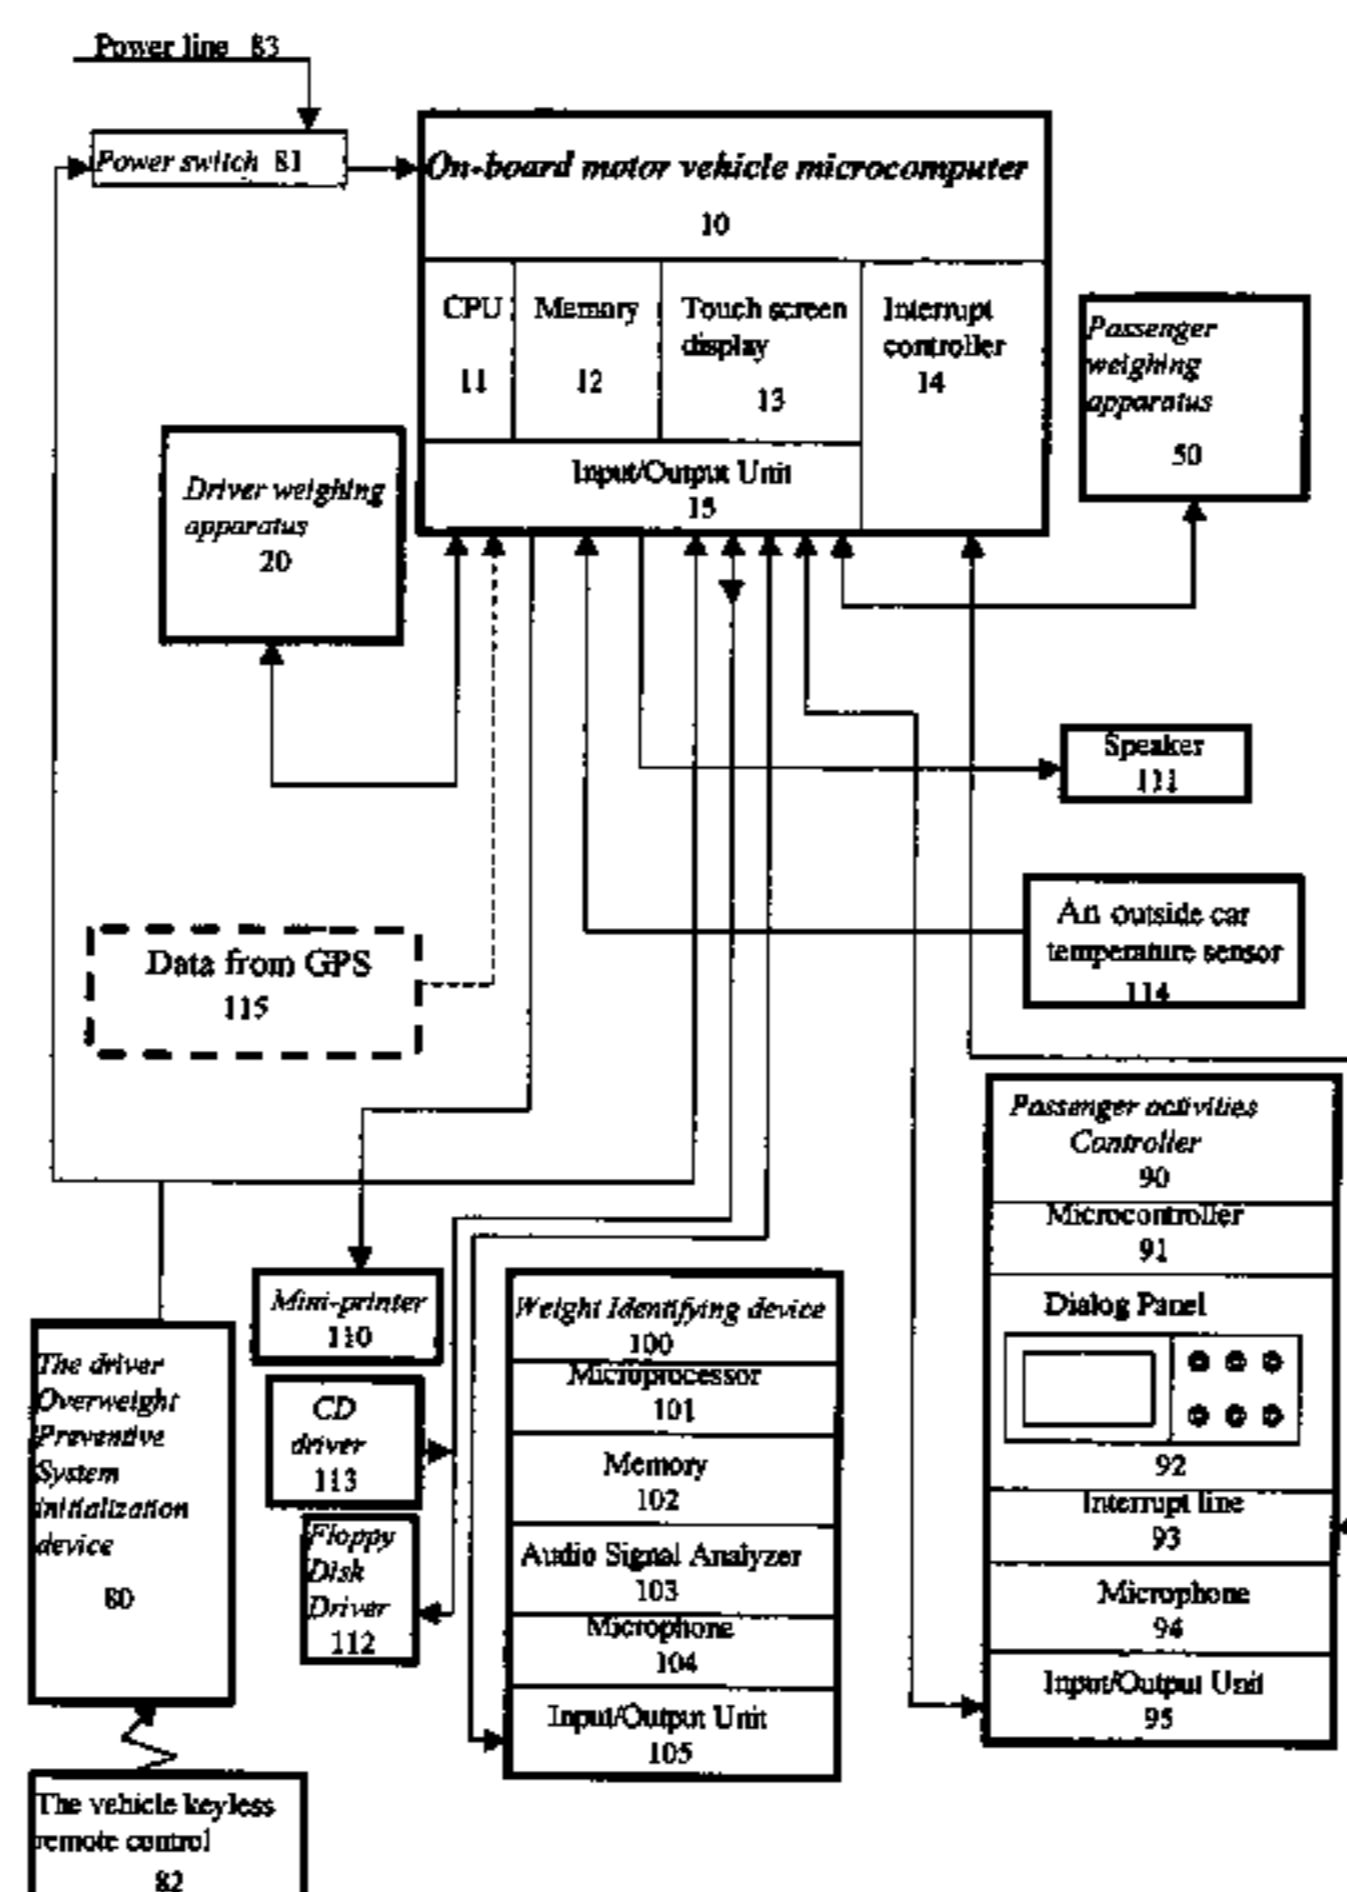 Power line 83
Power switch 81
On-board motor vehicle microcomputer
10
CPU
11
Memory
12
Touch screen
display
13
Interrupt
controller
14
Input/Output Unit
15
Passenger
weighing
apparatus
50
Driver weighing
apparatus
20
Speaker
111
An outside car
temperature sensor
114
Data from GPS
115
Passenger activities
Controller
90
Microcontroller
91
Dialog Panel
92
Interrupt line
93
Microphone
94
Input/Output Unit
95
Mini-printer
110
CD
driver
113
Floppy
Disk
Driver
112
Weight Identifying device
100
Microprocessor
101
Memory
102
Audio Signal Analyzer
103
Microphone
104
Input/Output Unit
105
The driver
Overweight
Preventive
System
initialization
device
80
The vehicle keyless
remote control
82